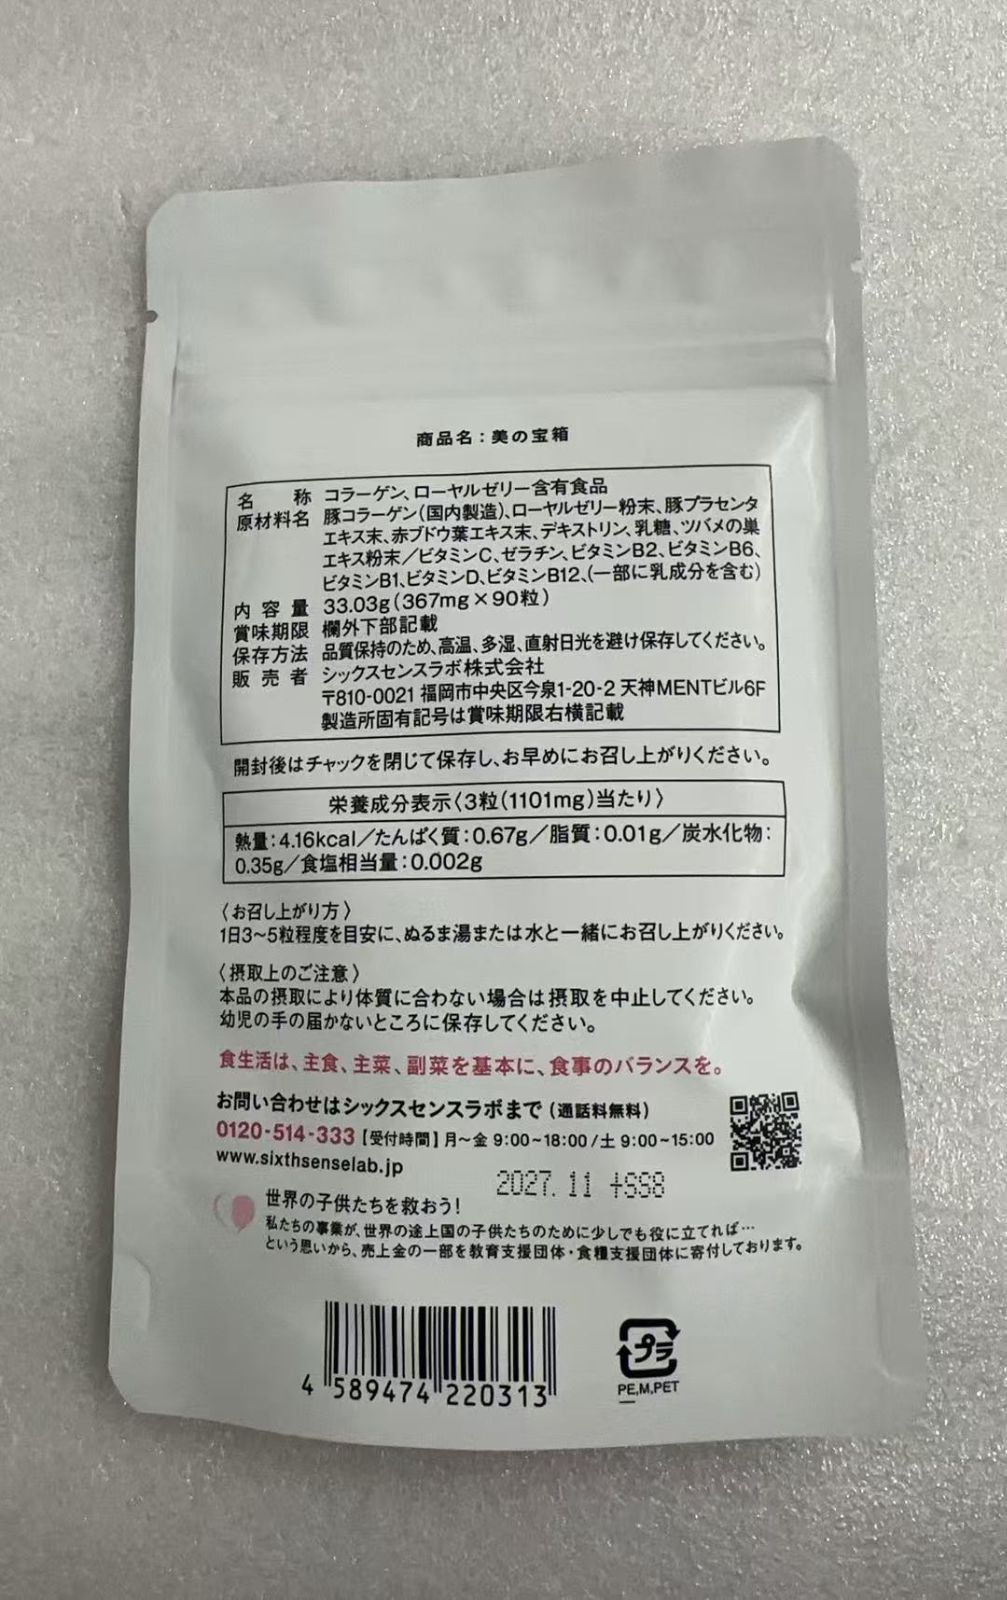 商品名：美の宝箱
名称 コラーゲン、ローヤルゼリー含有食品
原材料名 豚コラーゲン（国内製造）、ローヤルゼリー粉末、豚プラセンタ
エキス末、赤ブドウ葉エキス末、デキストリン、乳糖、ツバメの巣
エキス粉末／ビタミンC、ゼラチン、ビタミンB2、ビタミンB6、
ビタミンB1、ビタミンD、ビタミンB12、（一部に乳成分を含む）
内容量 33.03g（367mg×90粒）
賞味期限 欄外下部記載
保存方法 品質保持のため、高温、多湿、直射日光を避け保存してください。
販売者 シックスセンスラボ株式会社
〒810-0021 福岡市中央区今泉1-20-2 天神MENTビル6F
製造所固有記号は賞味期限右横記載
開封後はチャックを閉じて保存し、お早めにお召し上がりください。
栄養成分表示〈3粒（1101mg）当たり〉
熱量：4.16kcal／たんぱく質：0.67g／脂質：0.01g／炭水化物：
0.35g／食塩相当量：0.002g
〈お召し上がり方〉
1日3〜5粒程度を目安に、ぬるま湯または水と一緒にお召し上がりください。
〈摂取上のご注意〉
本品の摂取により体質に合わない場合は摂取を中止してください。
幼児の手の届かないところに保存してください。
食生活は、主食、主菜、副菜を基本に、食事のバランスを。
お問い合わせはシックスセンスラボまで（通話料無料）
0120-514-333【受付時間】月〜金 9:00〜18:00/土 9:00〜15:00
www.sixthsenselab.jp
2027.11 +SS8
世界の子供たちを救おう！
私たちの事業が、世界の途上国の子供たちのために少しでも役に立てれば…
という思いから、売上金の一部を教育支援団体・食糧支援団体に寄付しております。
4 589474 220313
プラ
PE,M,PET